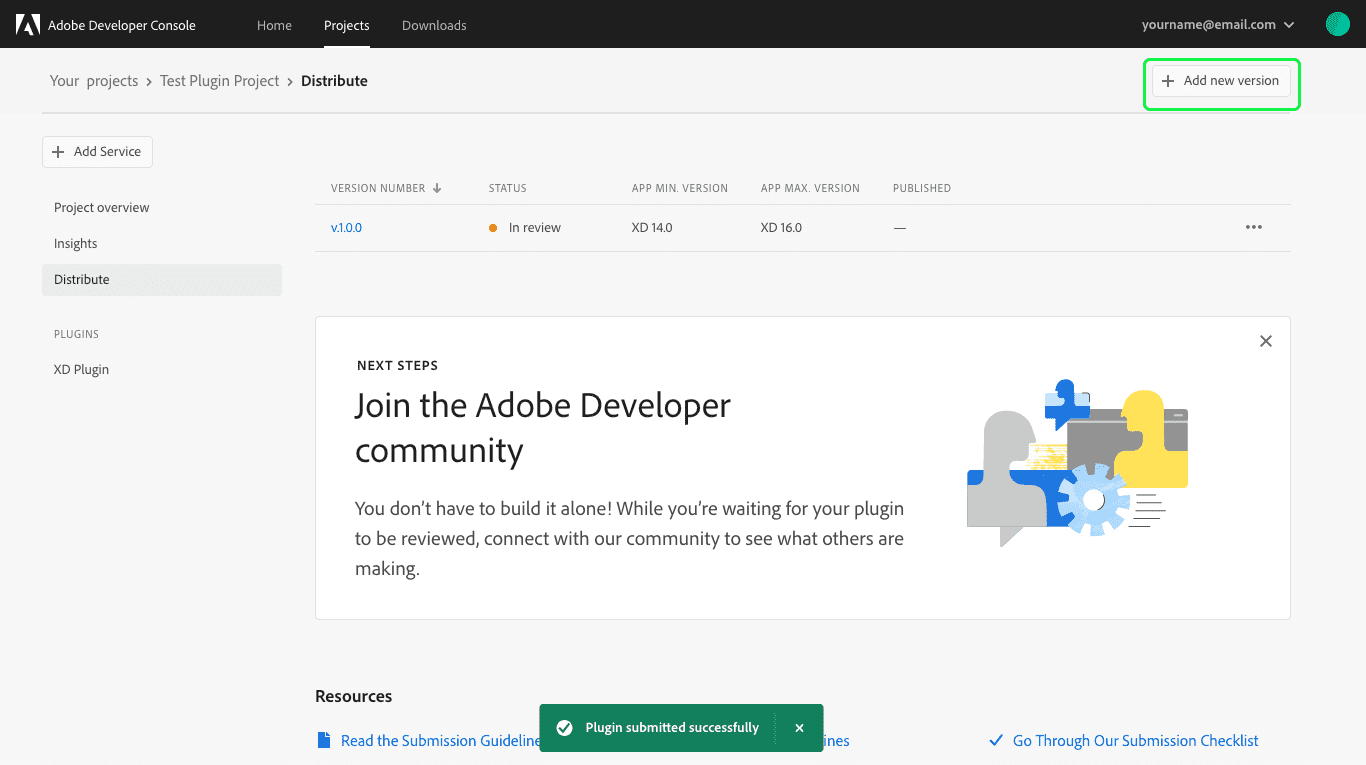 Adobe Developer Console Home Projects Downloads yourname@email.com
Your projects > Test Plugin Project > Distribute + Add new version
+ Add Service
Project overview
Insights
Distribute
PLUGINS
XD Plugin
VERSION NUMBER ↓ STATUS APP MIN. VERSION APP MAX. VERSION PUBLISHED
v.1.0.0 In review XD 14.0 XD 16.0 —
NEXT STEPS
Join the Adobe Developer
community
You don’t have to build it alone! While you’re waiting for your plugin
to be reviewed, connect with our community to see what others are
making.
Resources
Plugin submitted successfully
Read the Submission Guideline
ines
Go Through Our Submission Checklist